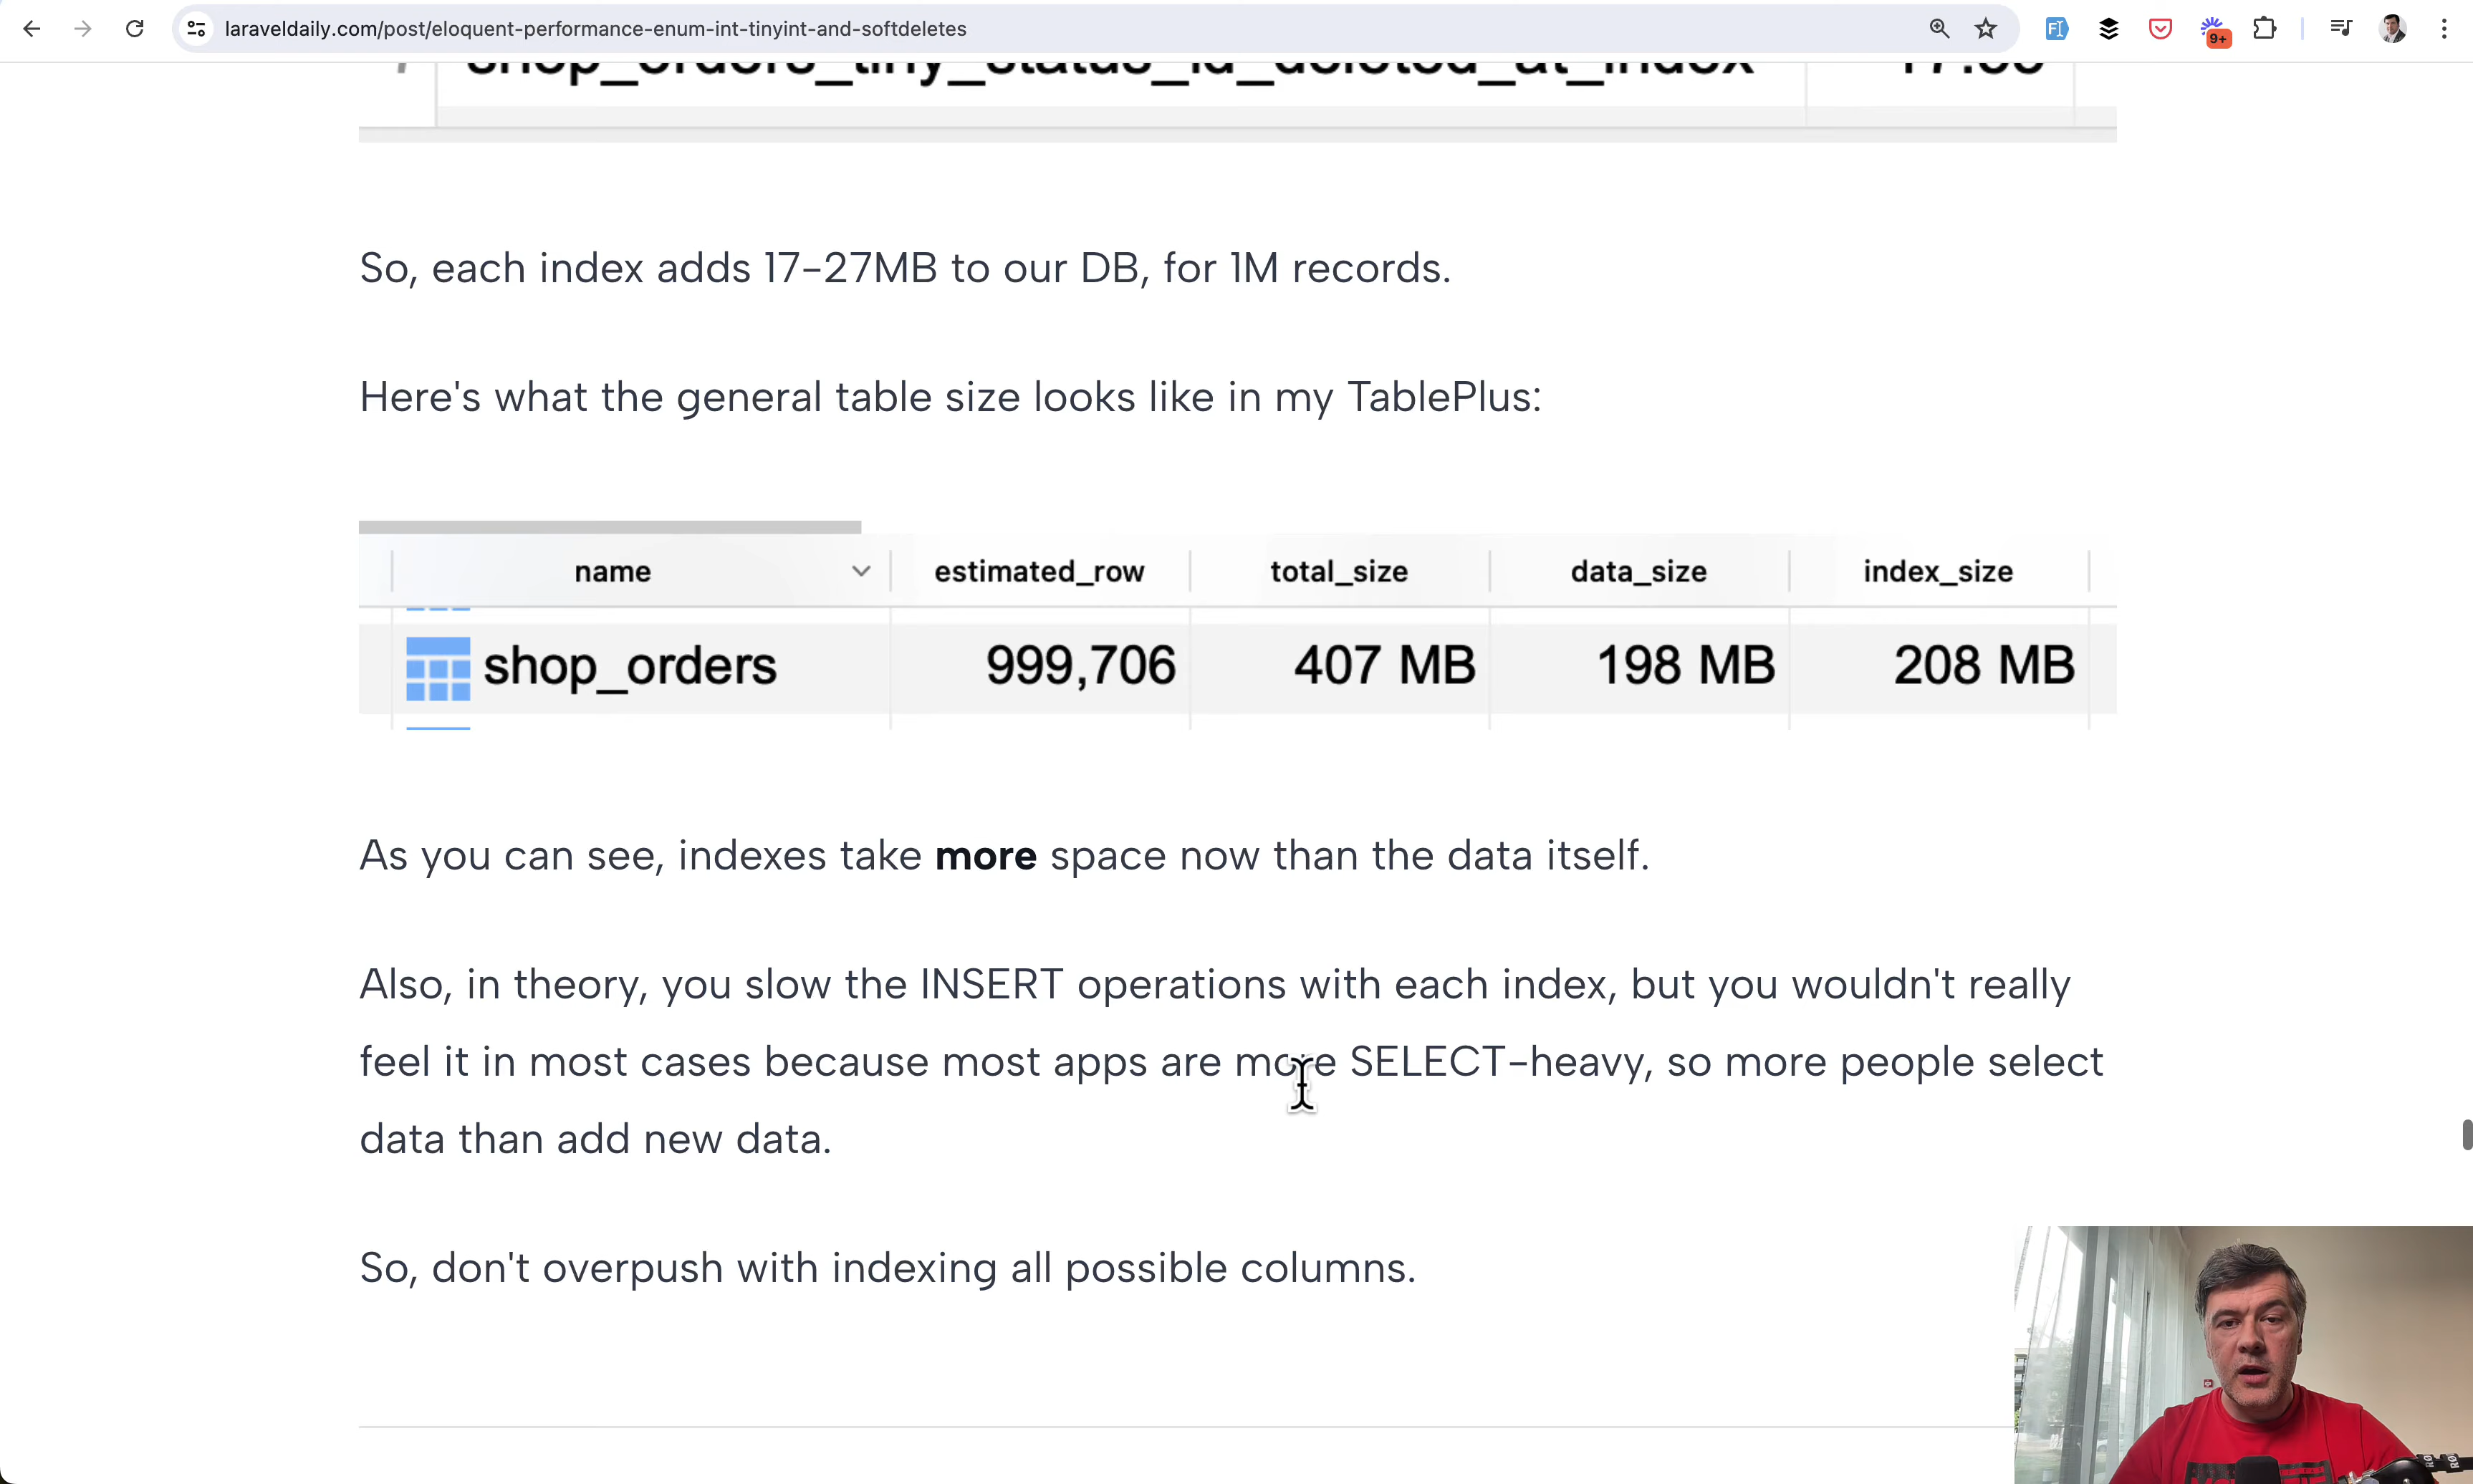 laraveldaily.com/post/eloquent-performance-enum-int-tinyint-and-softdeletes
9+
shop_orders_tiny_status_id_deleted_at_index
So, each index adds 17-27MB to our DB, for 1M records.
Here's what the general table size looks like in my TablePlus:
name estimated_row total_size data_size index_size
shop_orders 999,706 407 MB 198 MB 208 MB
As you can see, indexes take more space now than the data itself.
Also, in theory, you slow the INSERT operations with each index, but you wouldn't really
feel it in most cases because most apps are more SELECT-heavy, so more people select
data than add new data.
So, don't overpush with indexing all possible columns.